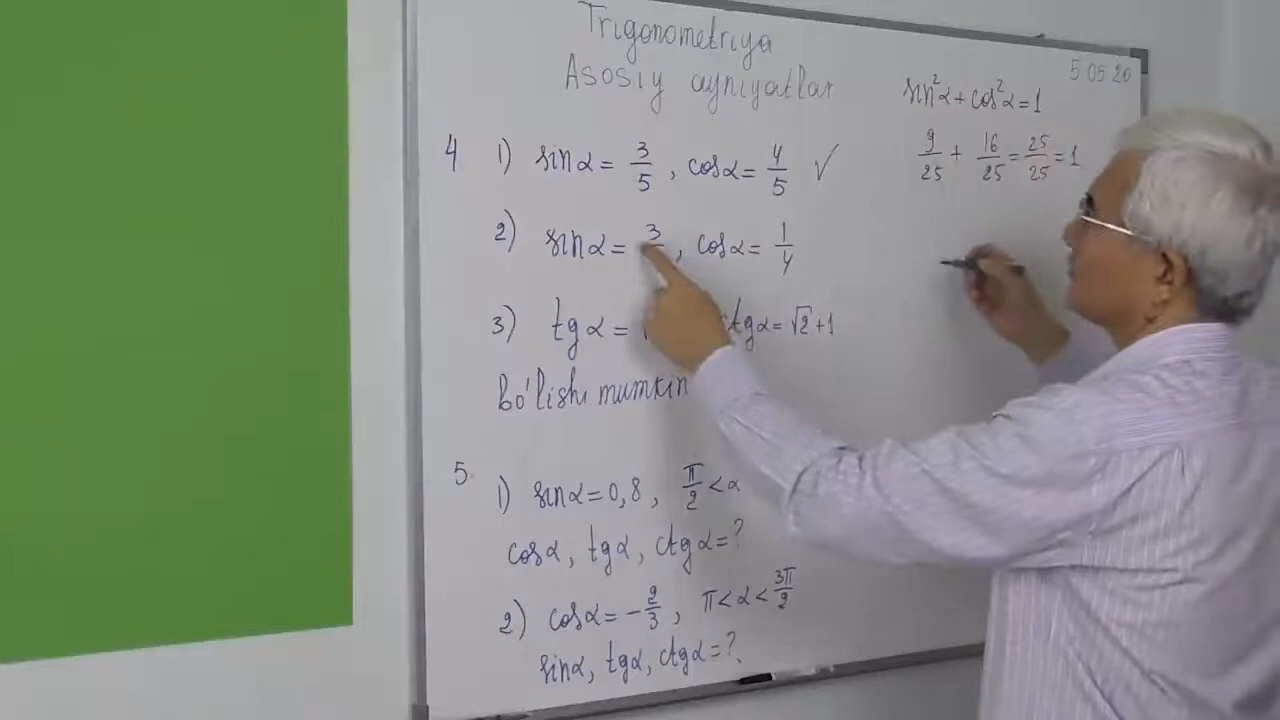 Trigonometriya
Asosiy ayniyatlar
5 05 20
sin²α + cos²α = 1
9/25 + 16/25 = 25/25 = 1
4 1) sinα = 3/5 , cosα = 4/5 ✓
2) sinα = 3 , cosα = 1/4
3) tgα = ctgα = √2 + 1
Bo'lishi mumkin
5. 1) sinα = 0,8 , π/2 < α
cosα, tgα, ctgα = ?
2) cosα = -2/3 , π < α < 3π/2
sinα, tgα, ctgα = ?